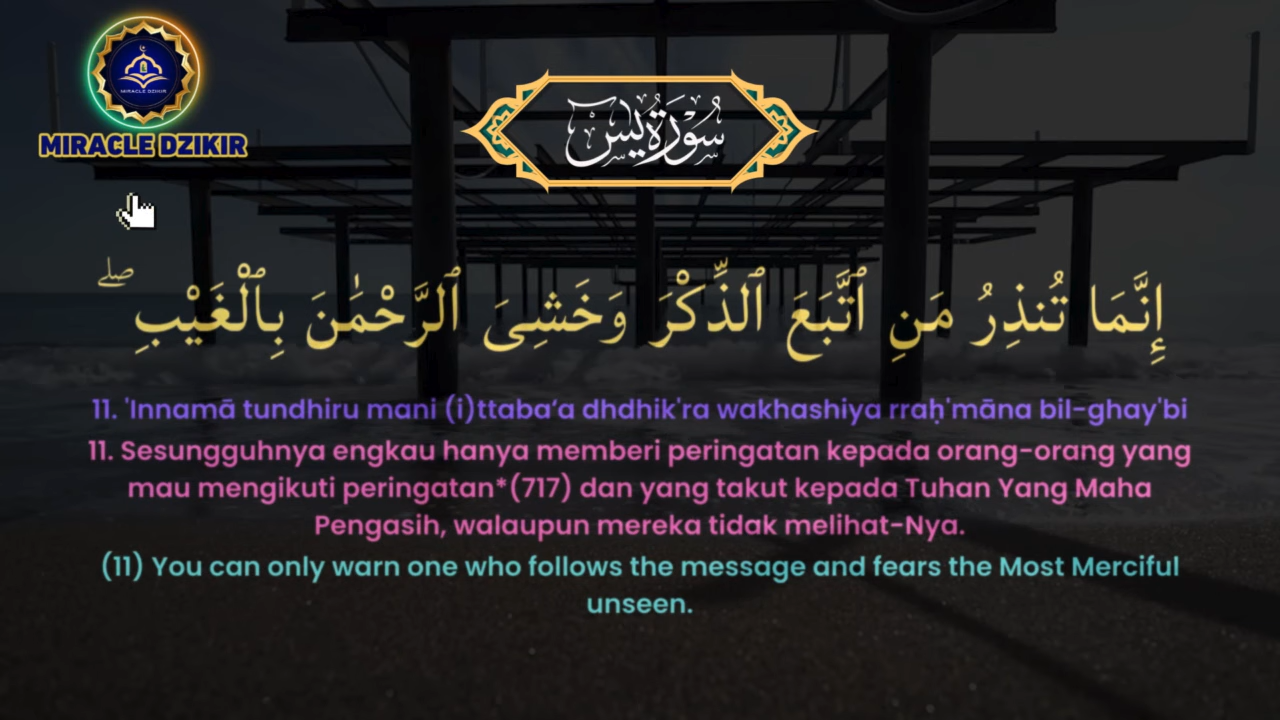 MIRACLE DZIKIR
MIRACLE DZIKIR
سُوْرَةُ يٰسٓ
إِنَّمَا تُنذِرُ مَنِ ٱتَّبَعَ ٱلذِّكْرَ وَخَشِىَ ٱلرَّحْمَٰنَ بِٱلْغَيْبِ ۖ
11. 'Innamā tundhiru mani (i)ttaba‘a dhdhik'ra wakhashiya rraḥ'māna bil-ghay'bi
11. Sesungguhnya engkau hanya memberi peringatan kepada orang-orang yang
mau mengikuti peringatan*(717) dan yang takut kepada Tuhan Yang Maha
Pengasih, walaupun mereka tidak melihat-Nya.
(11) You can only warn one who follows the message and fears the Most Merciful
unseen.